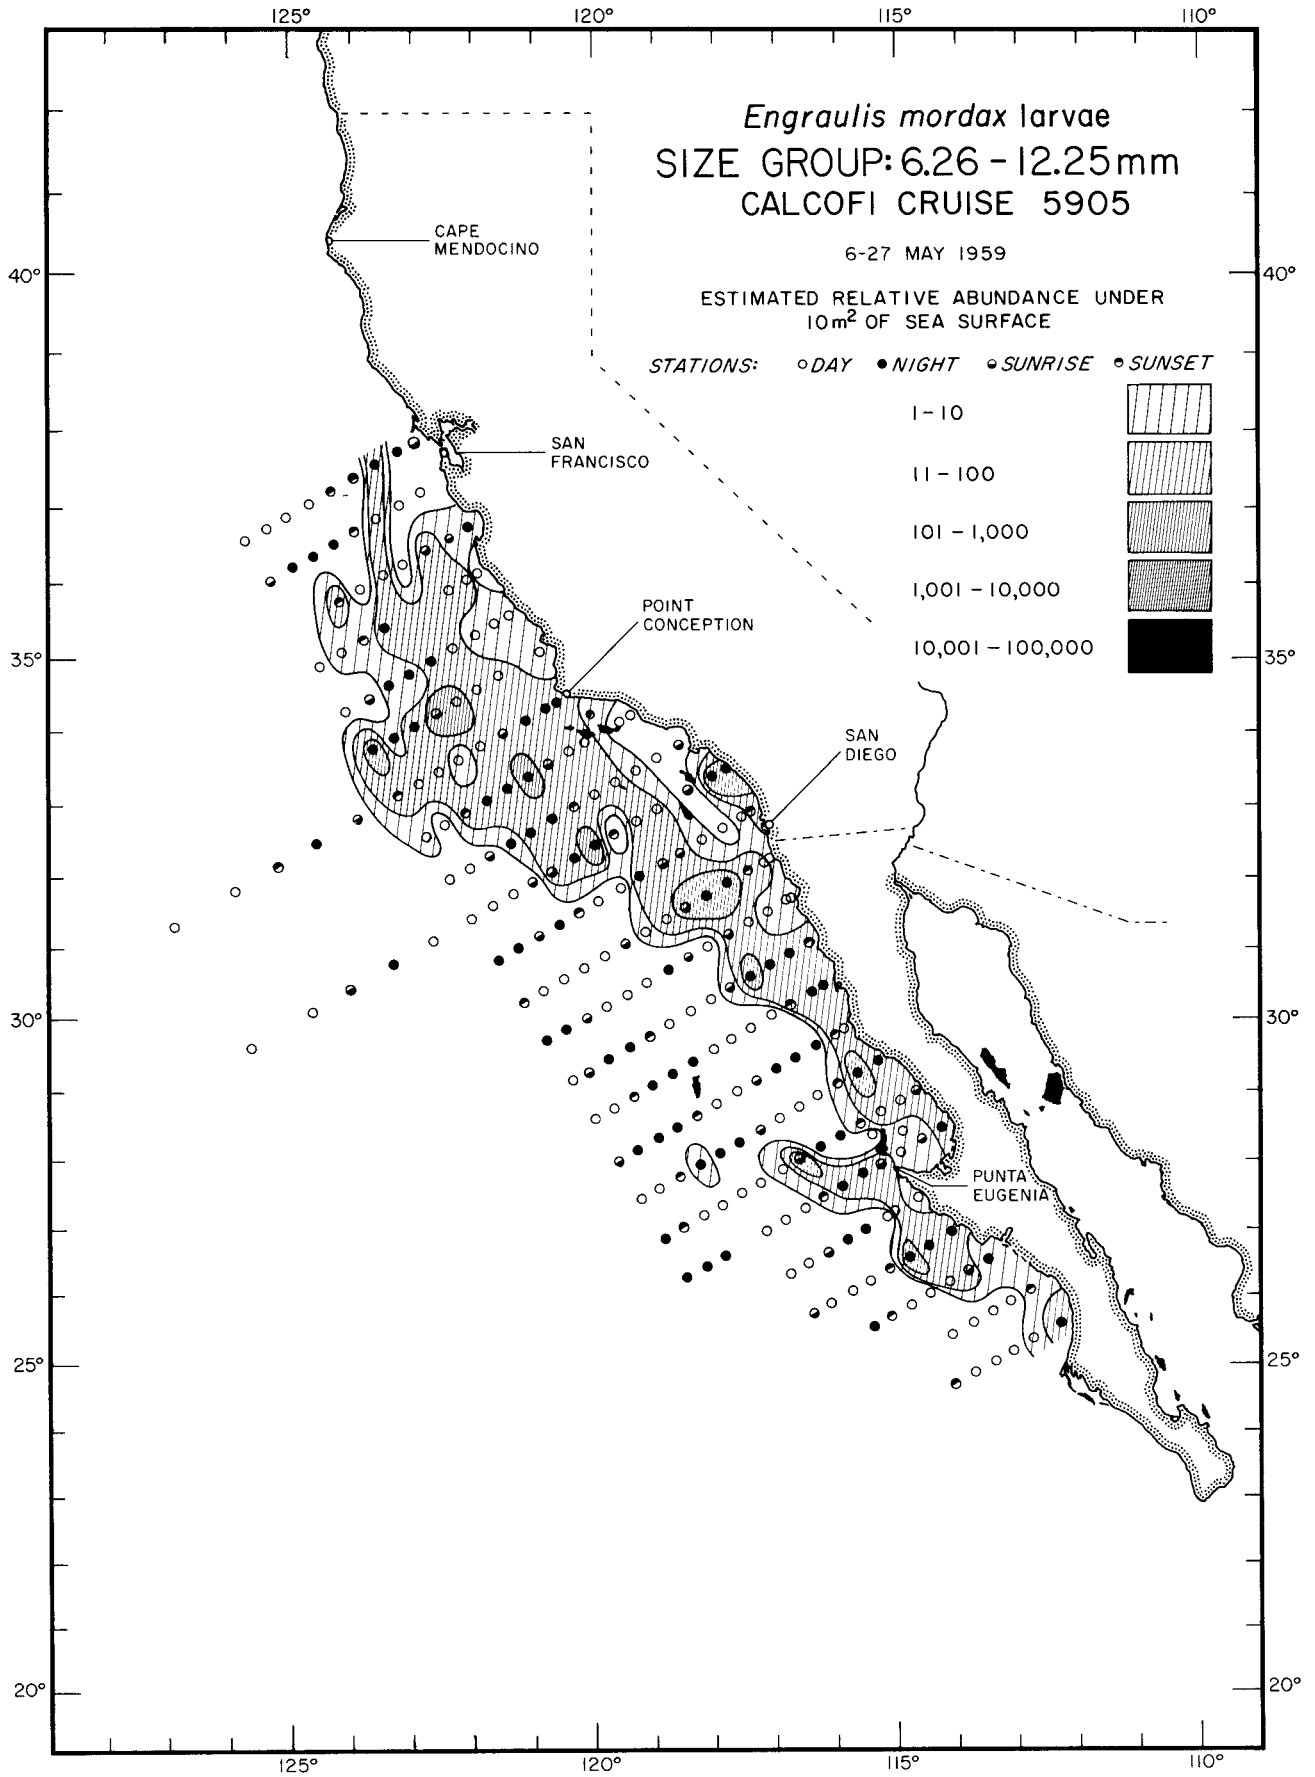 125° 120° 115° 110°
Engraulis mordax larvae
SIZE GROUP: 6.26 – 12.25mm
CALCOFI CRUISE 5905
6-27 MAY 1959
ESTIMATED RELATIVE ABUNDANCE UNDER
10m² OF SEA SURFACE
STATIONS: DAY NIGHT SUNRISE SUNSET
1 – 10
11 – 100
101 – 1,000
1,001 – 10,000
10,001 – 100,000
CAPE
MENDOCINO
40° 40°
SAN
FRANCISCO
POINT
CONCEPTION
35° 35°
SAN
DIEGO
30° 30°
PUNTA
EUGENIA
25° 25°
20° 20°
125° 120° 115° 110°